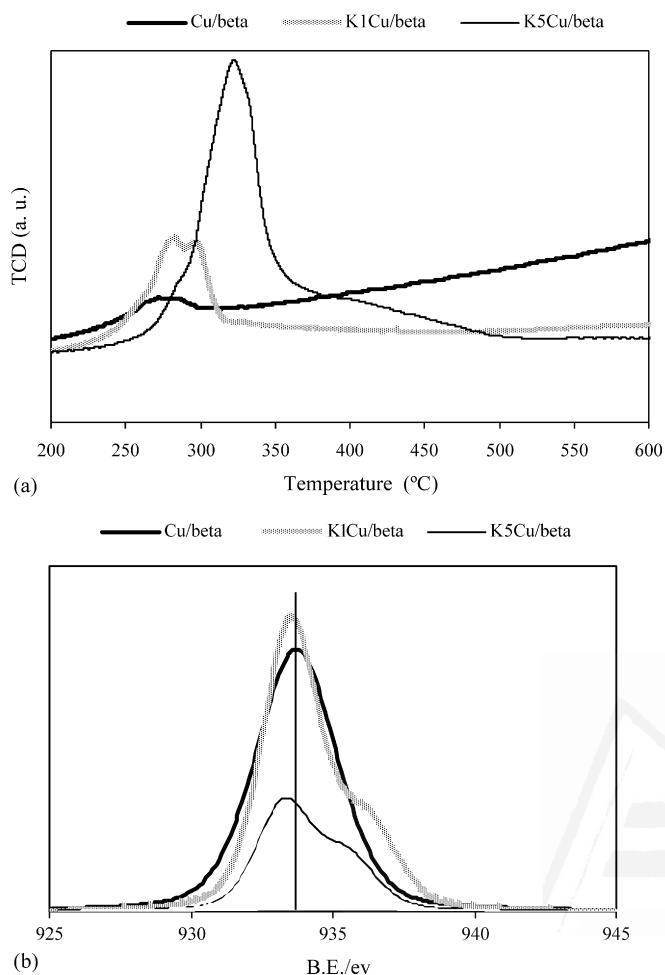 Cu/beta K1Cu/beta K5Cu/beta
TCD (a. u.)
200 250 300 350 400 450 500 550 600
Temperature (ºC)
(a)
Cu/beta KlCu/beta K5Cu/beta
925 930 935 940 945
B.E./ev
(b)